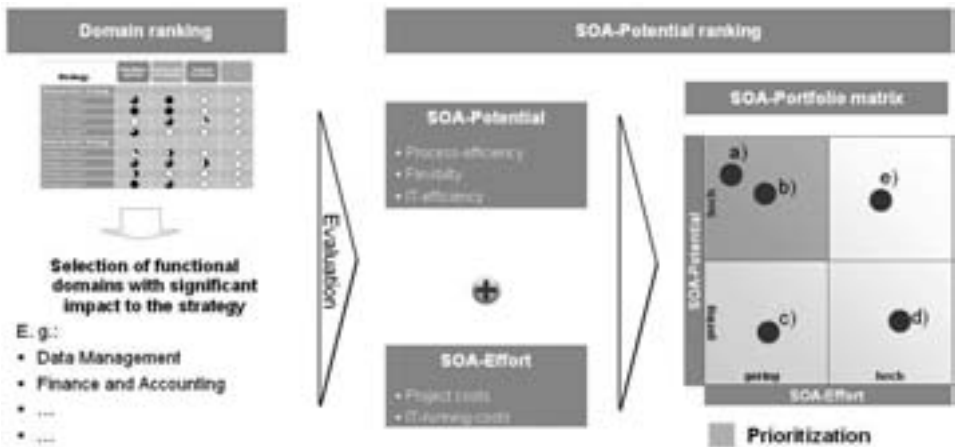 Domain ranking
SOA-Potential ranking
Strategy
Selection of functional
domains with significant
impact to the strategy
E. g.:
• Data Management
• Finance and Accounting
• ...
• ...
Evaluation
SOA-Potential
• Process-efficiency
• Flexibilty
• IT-efficiency
SOA-Effort
• Project costs
• IT-running-costs
SOA-Portfolio matrix
SOA-Potential
hoch
gering
a)
b)
e)
c)
d)
gering
hoch
SOA-Effort
Prioritization